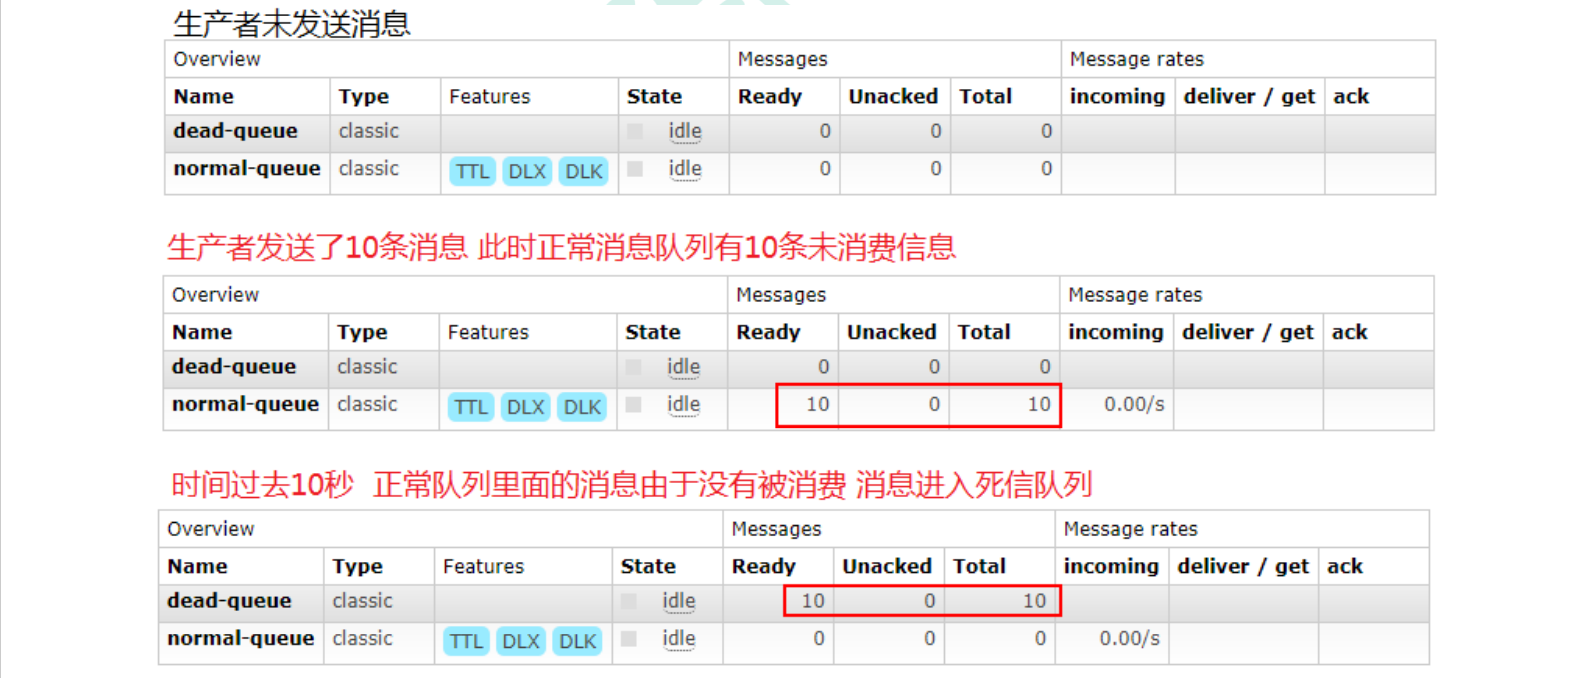 生产者未发送消息
Overview Messages Message rates
Name Type Features State Ready Unacked Total incoming deliver / get ack
dead-queue classic idle 0 0 0
normal-queue classic TTL DLX DLK idle 0 0 0
生产者发送了10条消息 此时正常消息队列有10条未消费信息
Overview Messages Message rates
Name Type Features State Ready Unacked Total incoming deliver / get ack
dead-queue classic idle 0 0 0
normal-queue classic TTL DLX DLK idle 10 0 10 0.00/s
时间过去10秒 正常队列里面的消息由于没有被消费 消息进入死信队列
Overview Messages Message rates
Name Type Features State Ready Unacked Total incoming deliver / get ack
dead-queue classic idle 10 0 10
normal-queue classic TTL DLX DLK idle 0 0 0 0.00/s